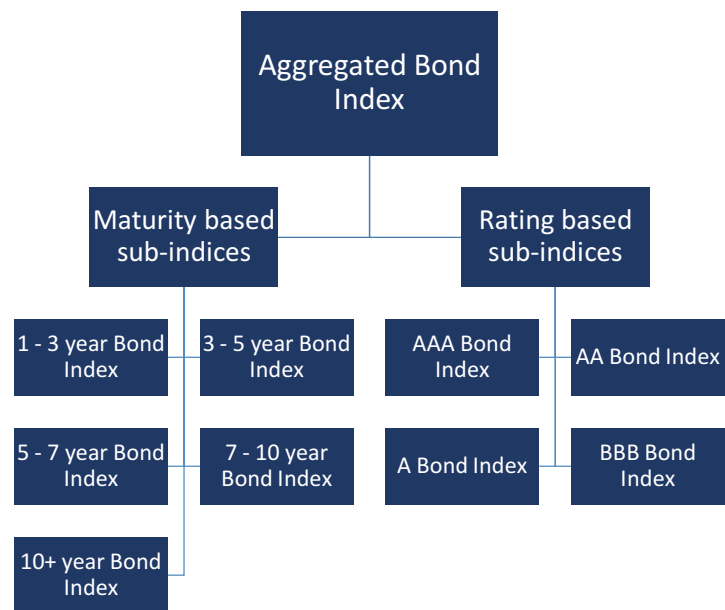 Aggregated Bond
Index
Maturity based
sub-indices
Rating based
sub-indices
1 - 3 year Bond
Index
3 - 5 year Bond
Index
AAA Bond
Index
AA Bond Index
5 - 7 year Bond
Index
7 - 10 year
Bond Index
A Bond Index
BBB Bond
Index
10+ year Bond
Index